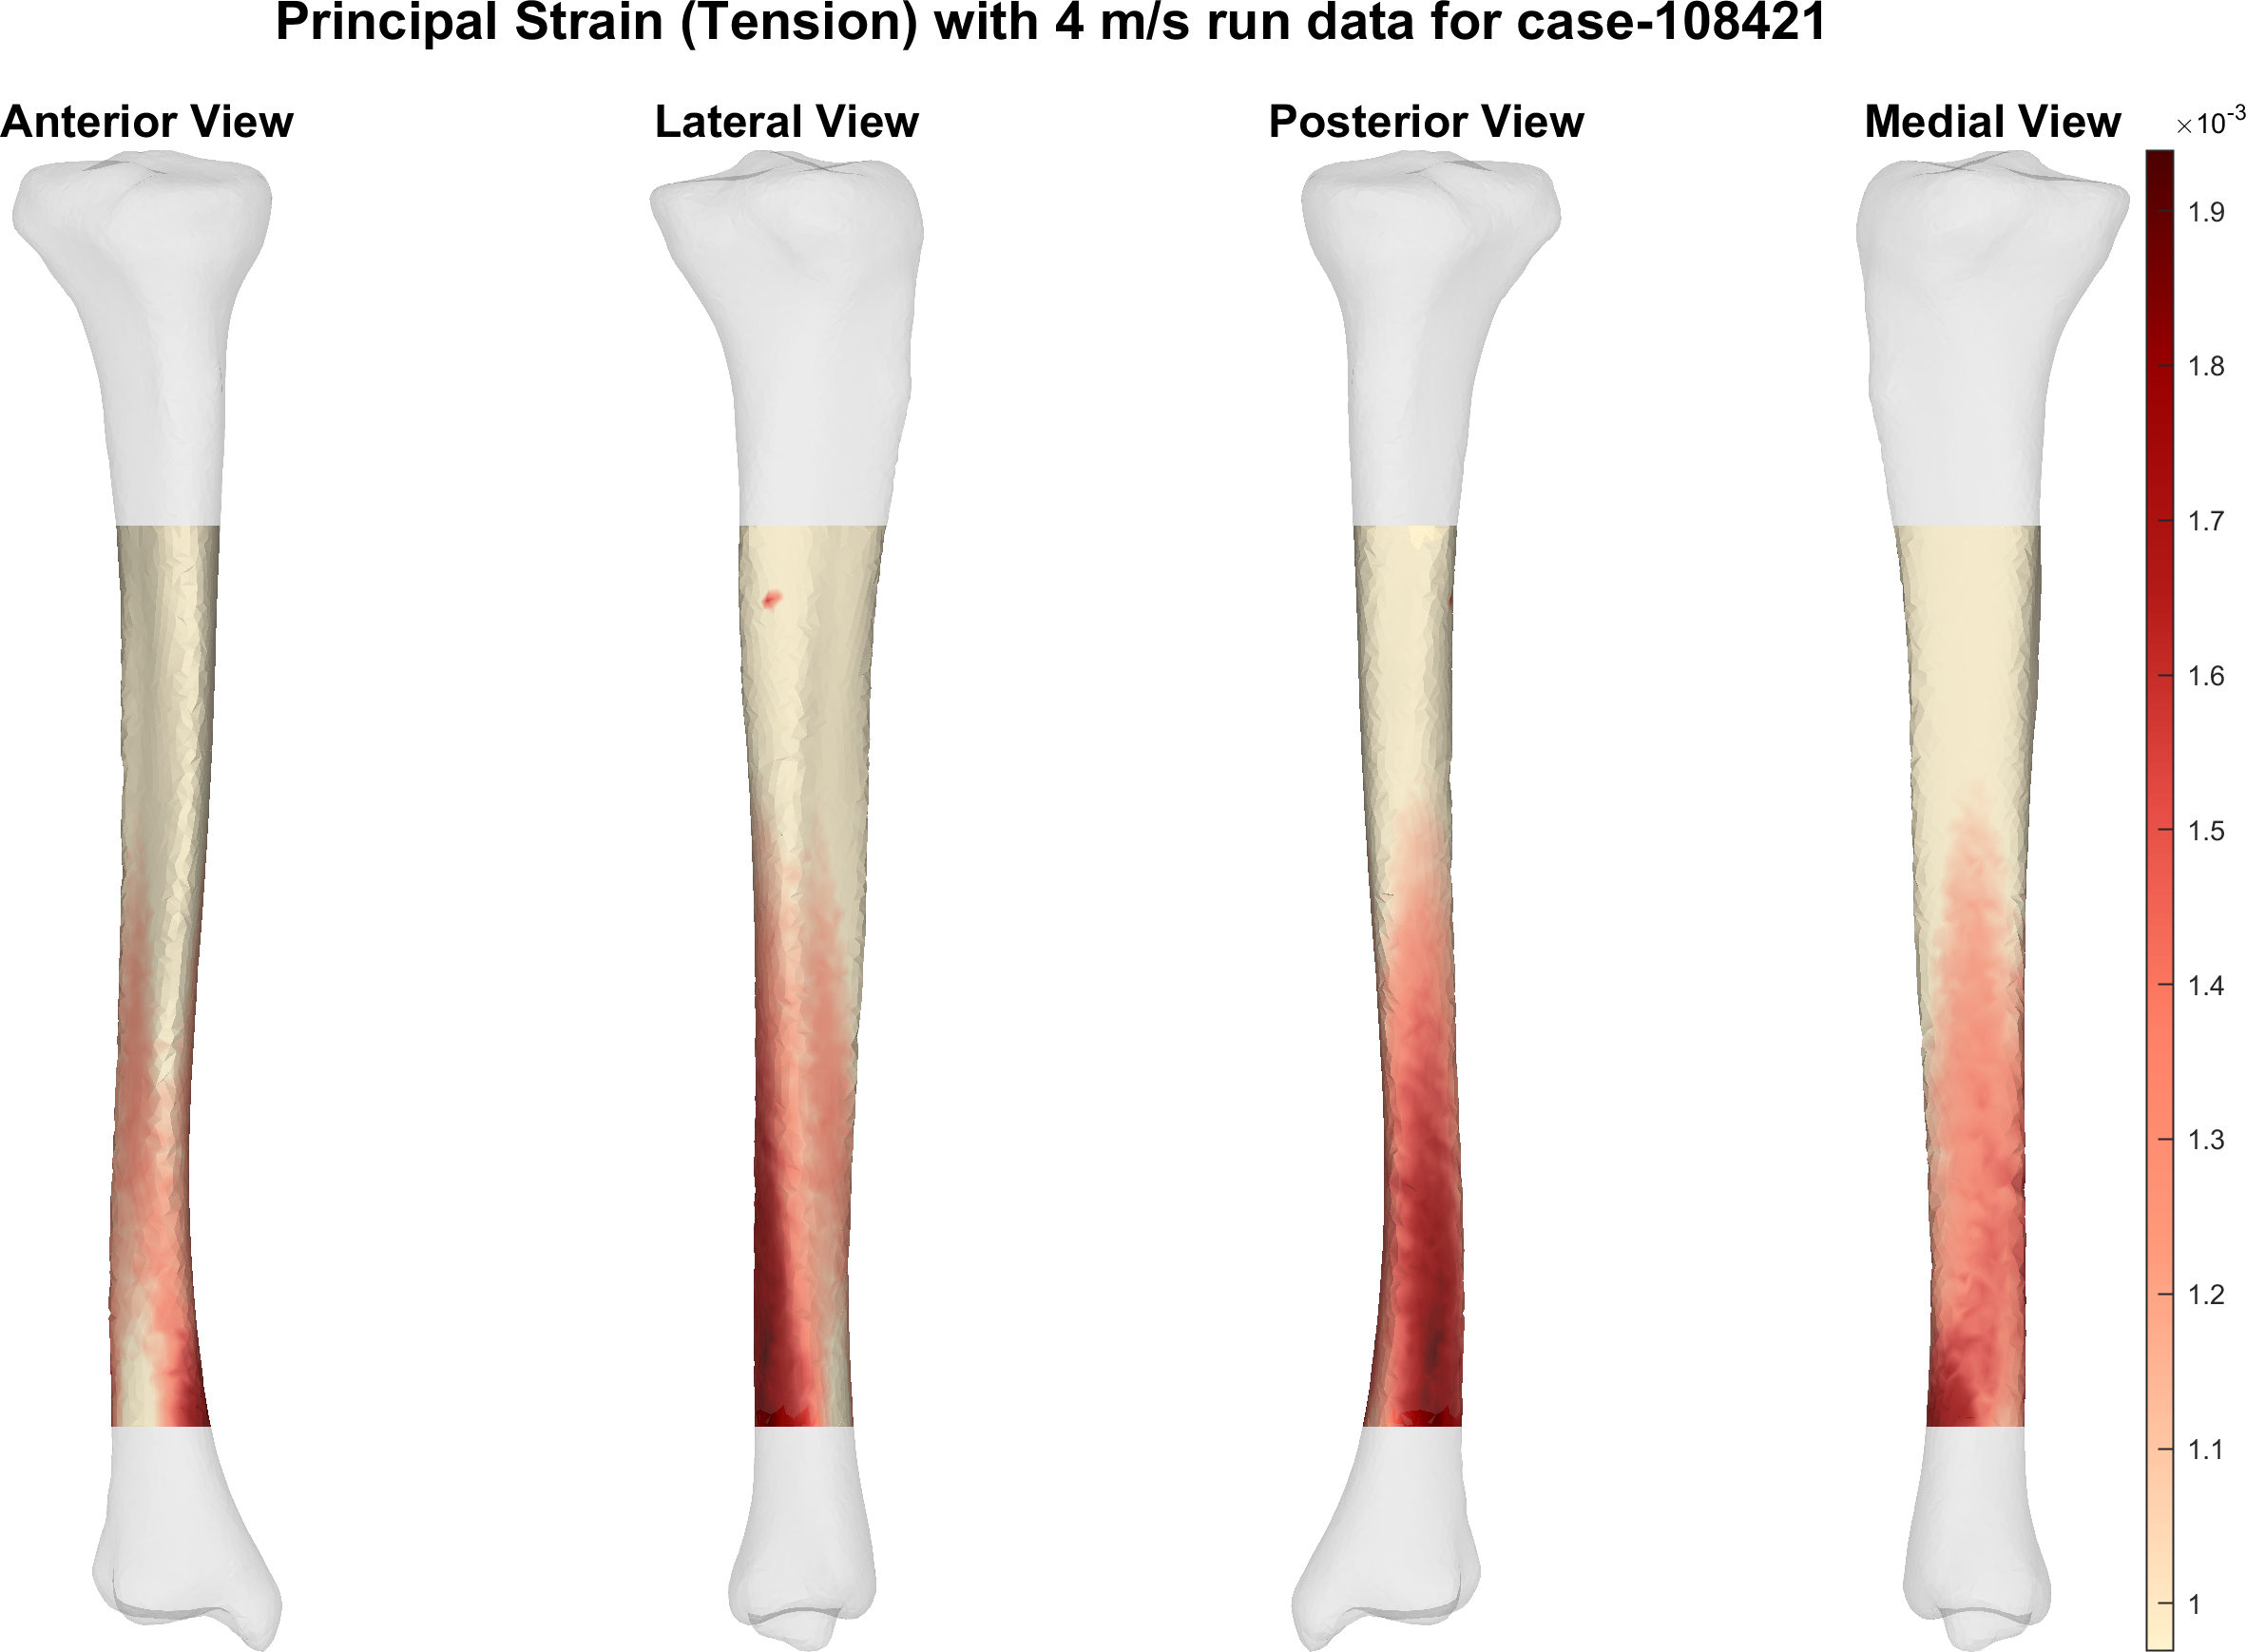 Principal Strain (Tension) with 4 m/s run data for case-108421
Anterior View
Lateral View
Posterior View
Medial View
×10-3
1.9
1.8
1.7
1.6
1.5
1.4
1.3
1.2
1.1
1